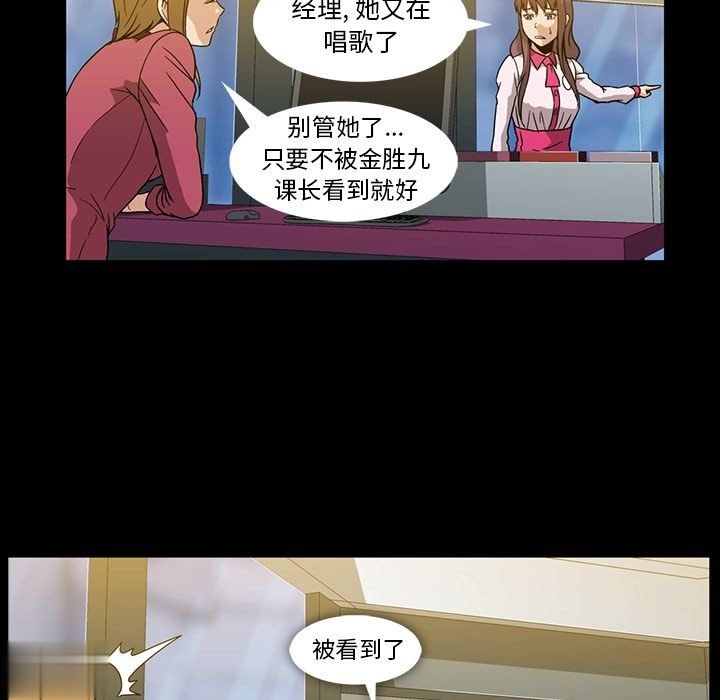 经理, 她又在
唱歌了
别管她了...
只要不被金胜九
课长看到就好
被看到了